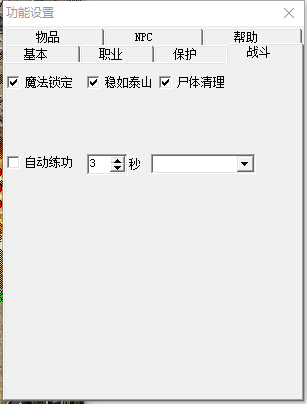 功能设置
物品 NPC 帮助
基本 职业 保护 战斗
魔法锁定 稳如泰山 尸体清理
自动练功 3 秒